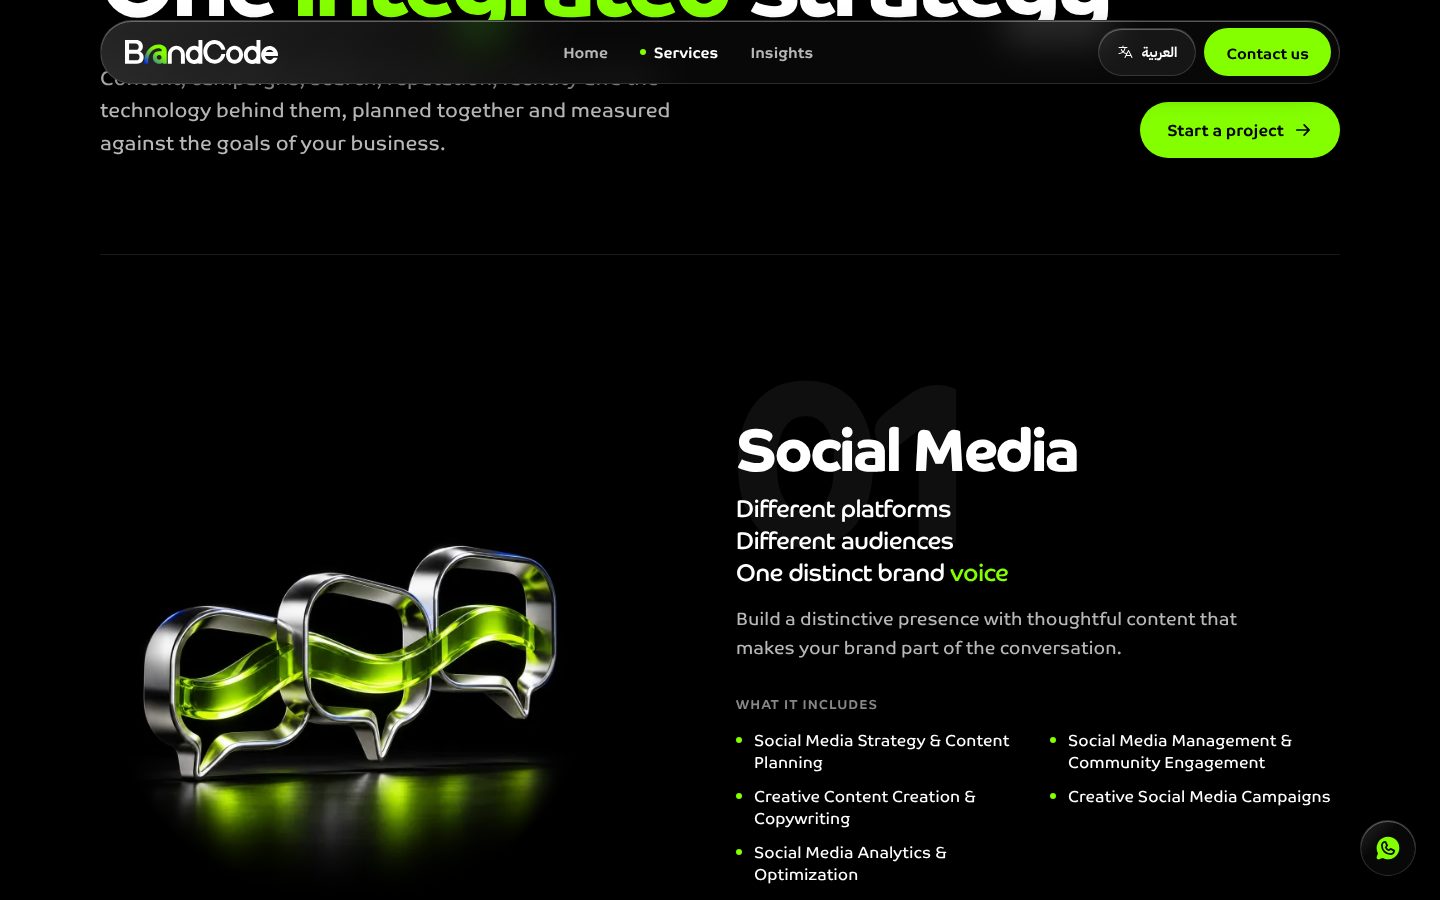 One integrated Strategy
BrandCode
Home
Services
Insights
العربية
Contact us
technology behind them, planned together and measured
against the goals of your business.
Start a project
01
Social Media
Different platforms
Different audiences
One distinct brand voice
Build a distinctive presence with thoughtful content that
makes your brand part of the conversation.
WHAT IT INCLUDES
Social Media Strategy & Content
Planning
Social Media Management &
Community Engagement
Creative Content Creation &
Copywriting
Creative Social Media Campaigns
Social Media Analytics &
Optimization